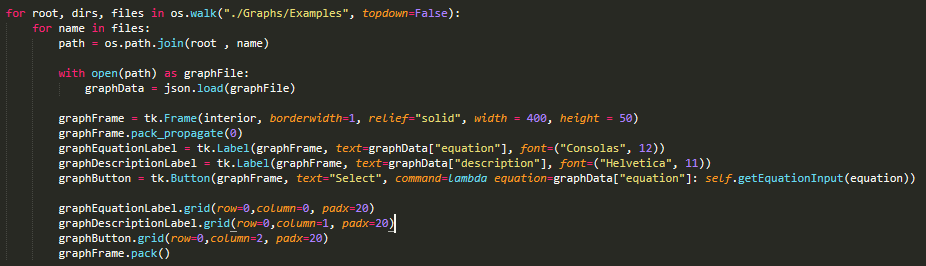 for root, dirs, files in os.walk("./Graphs/Examples", topdown=False):
    for name in files:
        path = os.path.join(root , name)

        with open(path) as graphFile:
            graphData = json.load(graphFile)

        graphFrame = tk.Frame(interior, borderwidth=1, relief="solid", width = 400, height = 50)
        graphFrame.pack_propagate(0)
        graphEquationLabel = tk.Label(graphFrame, text=graphData["equation"], font=("Consolas", 12))
        graphDescriptionLabel = tk.Label(graphFrame, text=graphData["description"], font=("Helvetica", 11))
        graphButton = tk.Button(graphFrame, text="Select", command=lambda equation=graphData["equation"]: self.getEquationInput(equation))

        graphEquationLabel.grid(row=0,column=0, padx=20)
        graphDescriptionLabel.grid(row=0,column=1, padx=20)
        graphButton.grid(row=0,column=2, padx=20)
        graphFrame.pack()